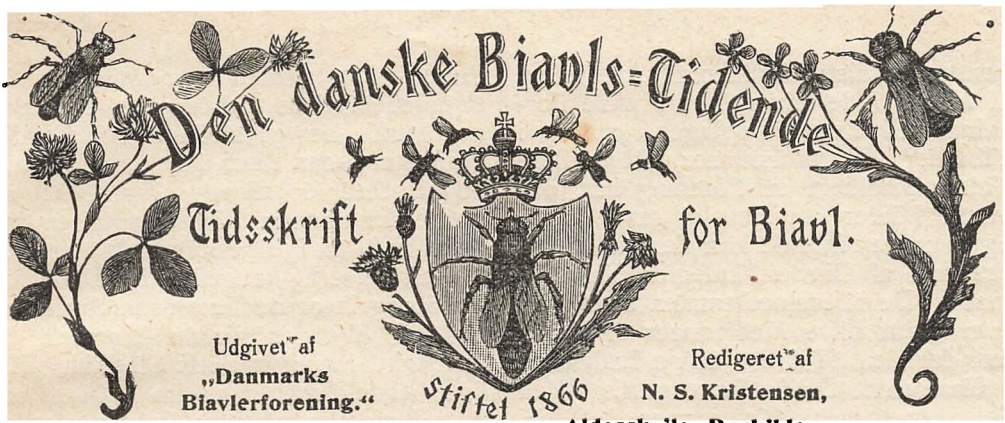 Den danske Biavls=Tidende
Tidsskrift for Biavl.
Udgivet af
„Danmarks
Biavlerforening.“
Stiftet 1866
Redigeret af
N. S. Kristensen,